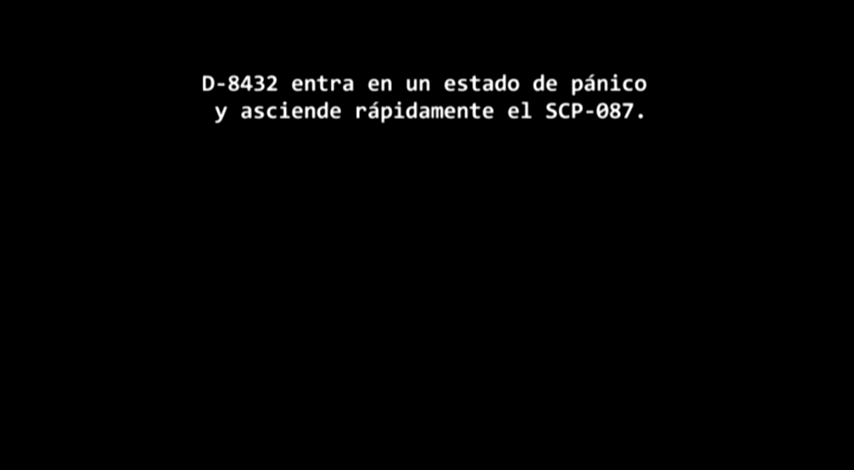 D-8432 entra en un estado de pánico
y asciende rápidamente el SCP-087.